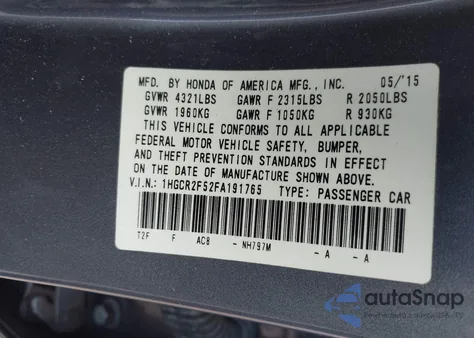 MFD. BY HONDA OF AMERICA MFG., INC. 05/'15
GVWR 4321LBS GAWR F 2315LBS R 2050LBS
GVWR 1960KG GAWR F 1050KG R 930KG
THIS VEHICLE CONFORMS TO ALL APPLICABLE
FEDERAL MOTOR VEHICLE SAFETY, BUMPER,
AND THEFT PREVENTION STANDARDS IN EFFECT
ON THE DATE OF MANUFACTURE SHOWN ABOVE.
V.I.N.: 1HGCR2F52FA191765 TYPE: PASSENGER CAR
T2F F AC8 - NH797M - A - A
autoSnap